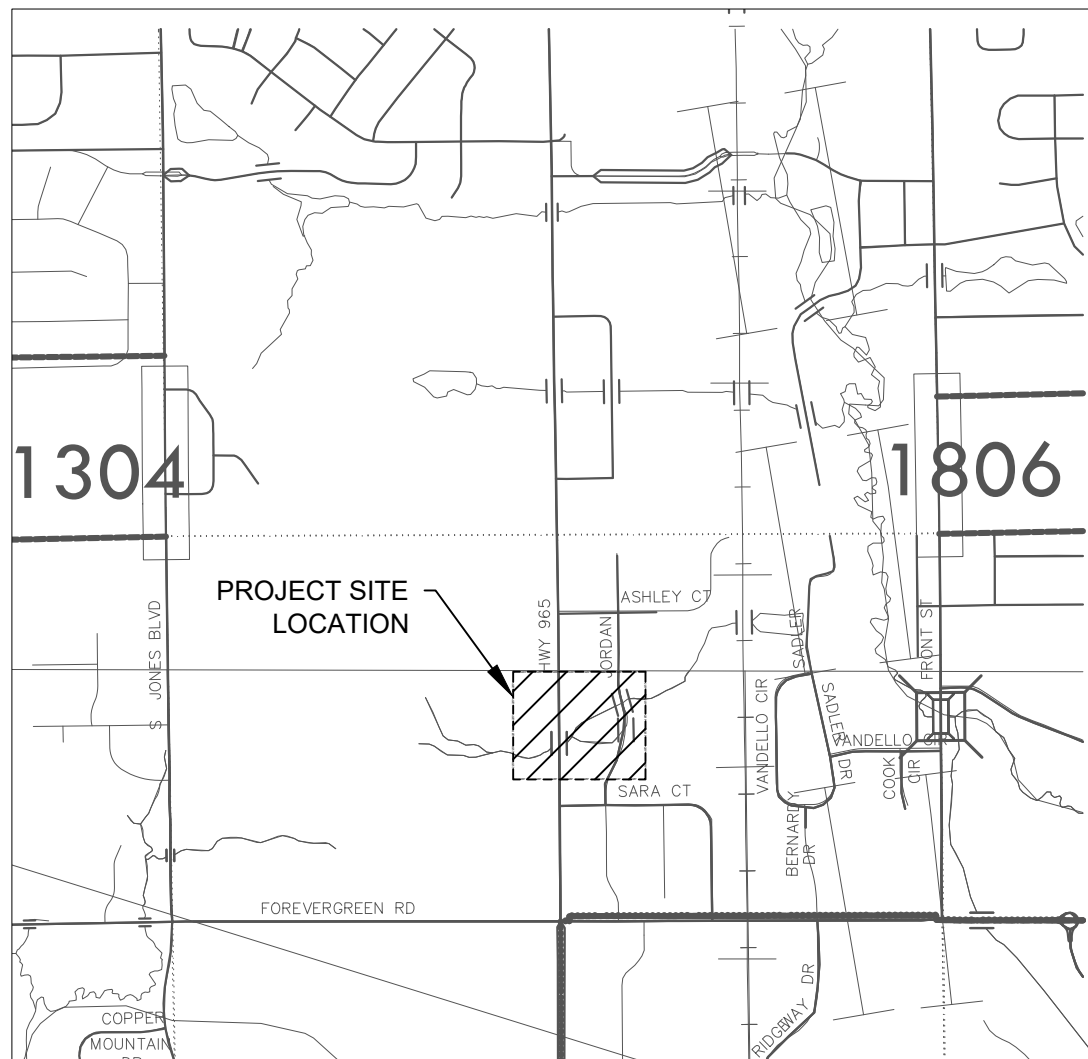 1304
1806
PROJECT SITE
LOCATION
S JONES BLVD
HWY 965
JORDAN
ASHLEY CT
SADLER
FRONT ST
VANDELLO CIR
SADLER DR
VANDELLO CIR
COOK
CIR
SARA CT
BERNARDY
DR
FOREVERGREEN RD
RIDGEWAY DR
COPPER
MOUNTAIN